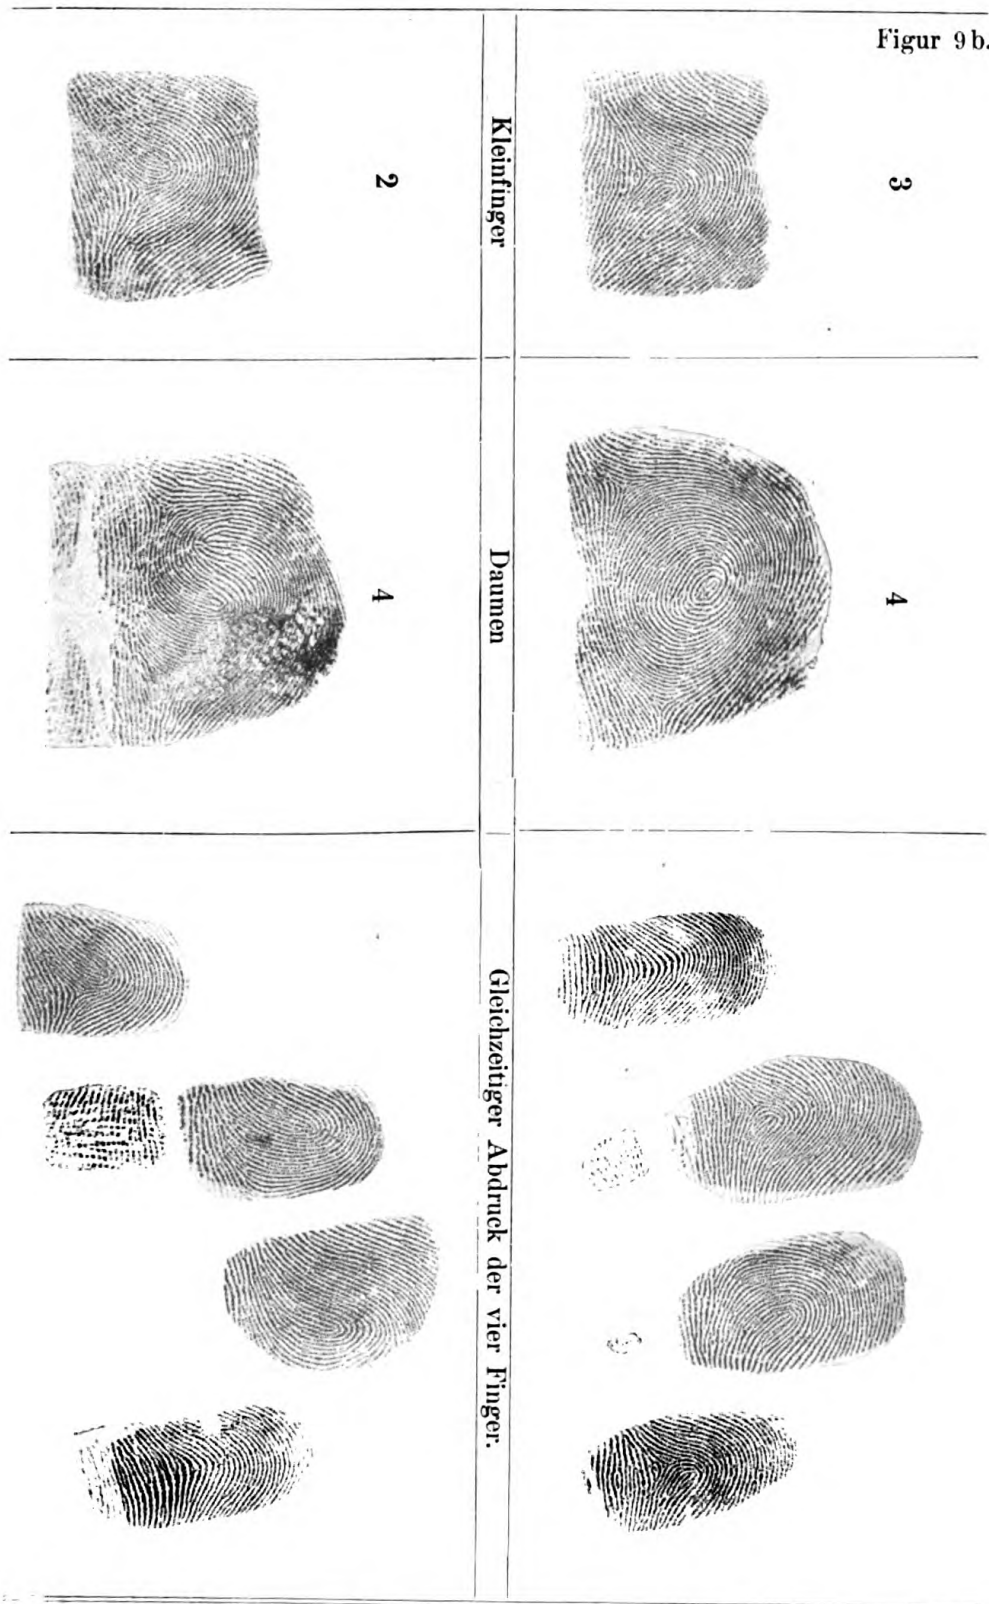 Figur 9b.
3
Kleinfinger
2
4
Daumen
4
Gleichzeitiger Abdruck der vier Finger.